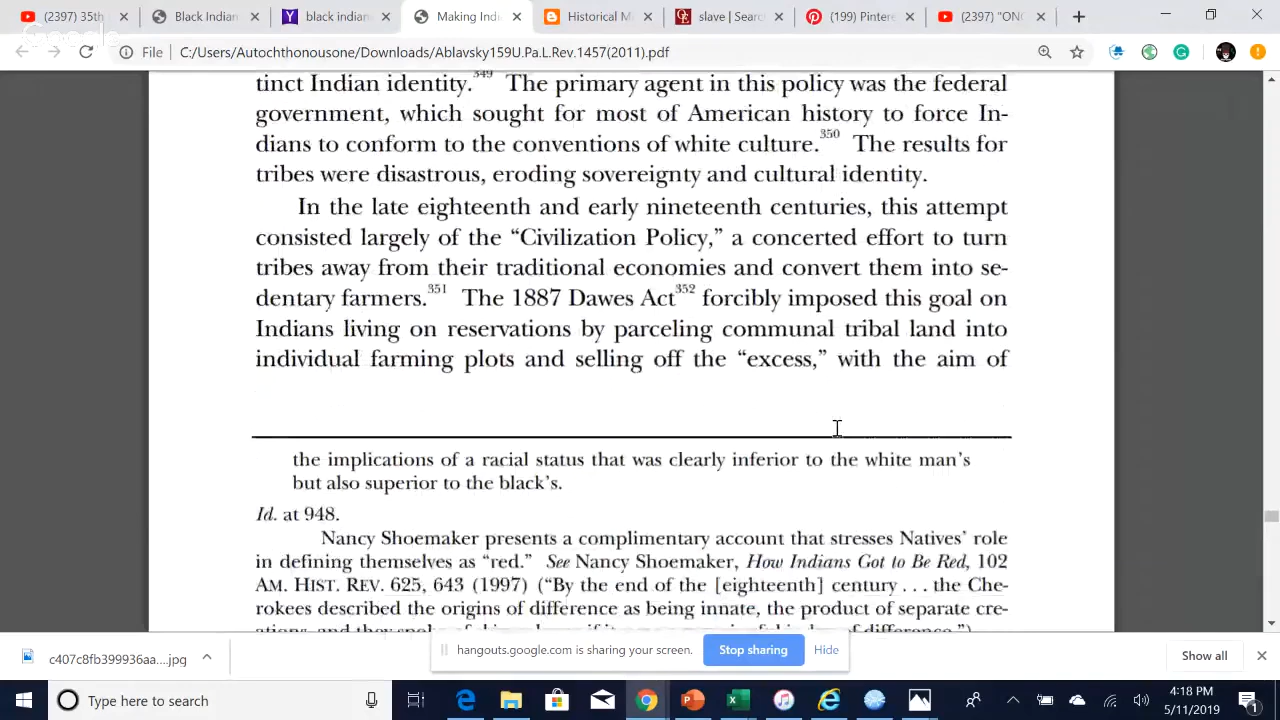 (2397) 35th
Black Indian
black indians
Making Indi
Historical M
slave | Searc
(199) Pintere
(2397) "ON
File
C:/Users/Autochthonousone/Downloads/Ablavsky159U.Pa.L.Rev.1457(2011).pdf
tinct Indian identity.349 The primary agent in this policy was the federal
government, which sought for most of American history to force In-
dians to conform to the conventions of white culture.350 The results for
tribes were disastrous, eroding sovereignty and cultural identity.
In the late eighteenth and early nineteenth centuries, this attempt
consisted largely of the “Civilization Policy,” a concerted effort to turn
tribes away from their traditional economies and convert them into se-
dentary farmers.351 The 1887 Dawes Act352 forcibly imposed this goal on
Indians living on reservations by parceling communal tribal land into
individual farming plots and selling off the “excess,” with the aim of
the implications of a racial status that was clearly inferior to the white man’s
but also superior to the black’s.
Id. at 948.
Nancy Shoemaker presents a complimentary account that stresses Natives’ role
in defining themselves as “red.” See Nancy Shoemaker, How Indians Got to Be Red, 102
AM. HIST. REV. 625, 643 (1997) (“By the end of the [eighteenth] century . . . the Che-
rokees described the origins of difference as being innate, the product of separate cre-
hangouts.google.com is sharing your screen.
Stop sharing
Hide
c407c8fb399936aa....jpg
Show all
Type here to search
4:18 PM
5/11/2019